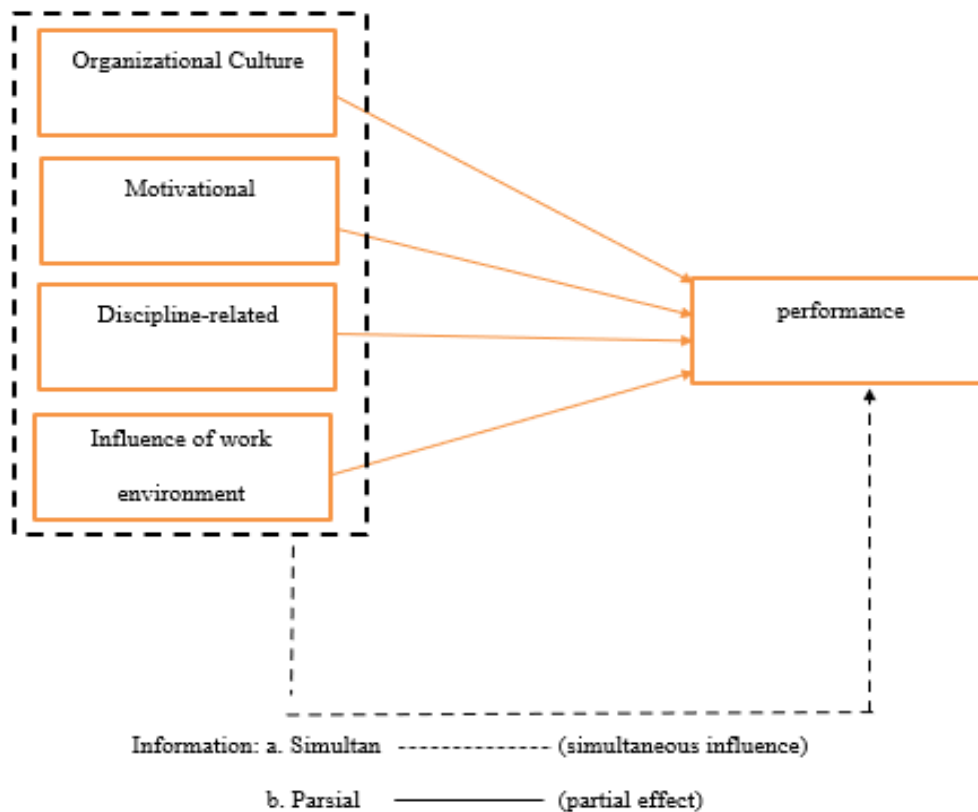 Organizational Culture
Motivational
Discipline-related
Influence of work
environment
performance
Information: a. Simultan (simultaneous influence)
b. Parsial (partial effect)